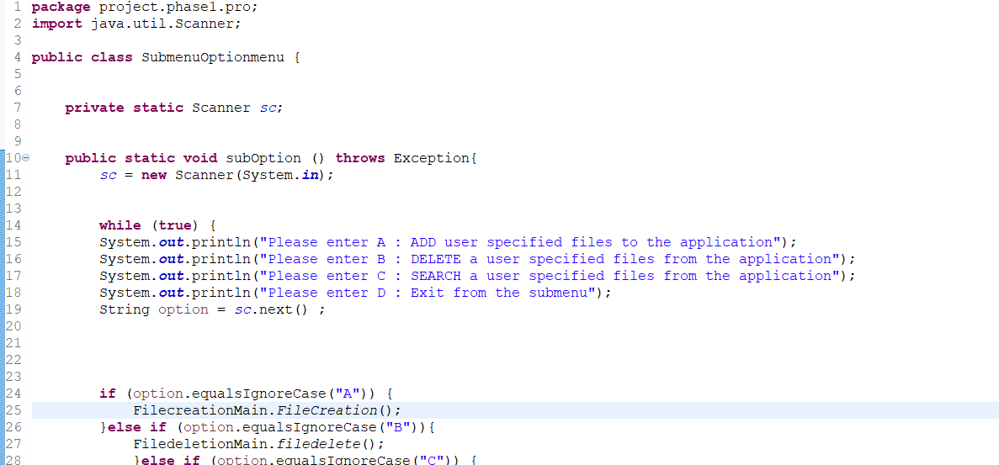 1 package project.phase1.pro;
2 import java.util.Scanner;
3
4 public class SubmenuOptionmenu {
5
6
7 private static Scanner sc;
8
9
10 public static void subOption () throws Exception{
11 sc = new Scanner(System.in);
12
13
14 while (true) {
15 System.out.println("Please enter A : ADD user specified files to the application");
16 System.out.println("Please enter B : DELETE a user specified files from the application");
17 System.out.println("Please enter C : SEARCH a user specified files from the application");
18 System.out.println("Please enter D : Exit from the submenu");
19 String option = sc.next() ;
20
21
22
23
24 if (option.equalsIgnoreCase("A")) {
25 FilecreationMain.FileCreation();
26 }else if (option.equalsIgnoreCase("B")){
27 FiledeletionMain.filedelete();
28 }else if (option.equalsIgnoreCase("C")) {